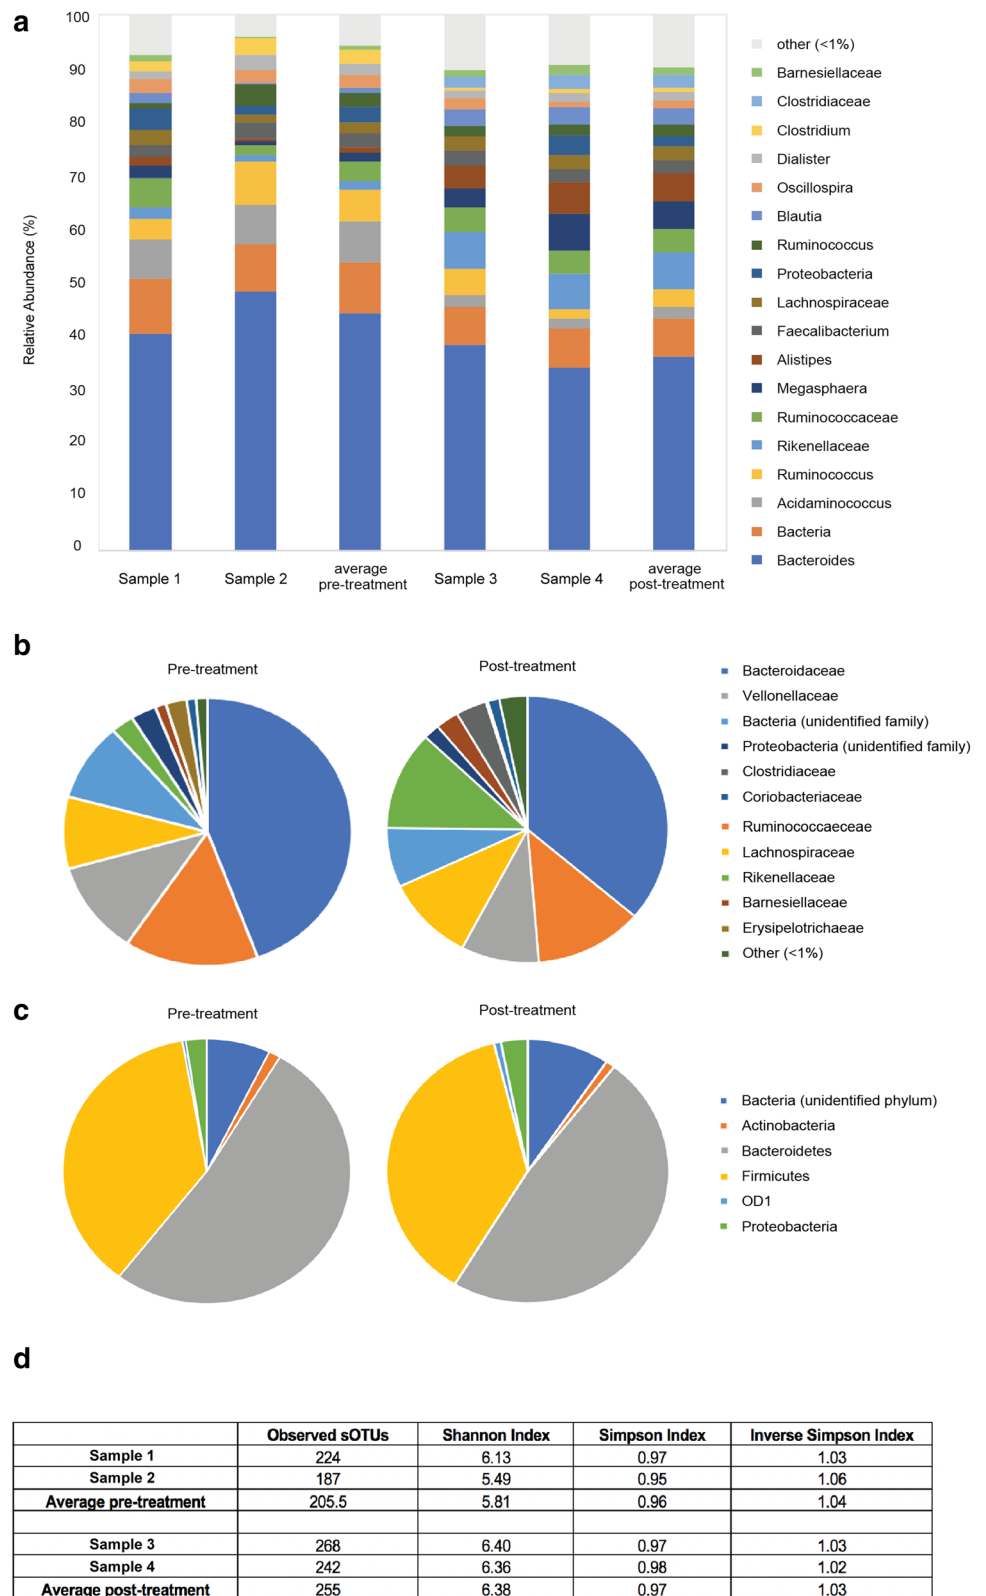 a
100
90
80
70
60
50
40
30
20
10
0
Relative Abundance (%)
Sample 1
Sample 2
average
pre-treatment
Sample 3
Sample 4
average
post-treatment
other (<1%)
Barnesiellaceae
Clostridiaceae
Clostridium
Dialister
Oscillospira
Blautia
Ruminococcus
Proteobacteria
Lachnospiraceae
Faecalibacterium
Alistipes
Megasphaera
Ruminococcaceae
Rikenellaceae
Ruminococcus
Acidaminococcus
Bacteria
Bacteroides
b
Pre-treatment
Post-treatment
Bacteroidaceae
Vellonellaceae
Bacteria (unidentified family)
Proteobacteria (unidentified family)
Clostridiaceae
Coriobacteriaceae
Ruminococcaeceae
Lachnospiraceae
Rikenellaceae
Barnesiellaceae
Erysipelotrichaeae
Other (<1%)
c
Pre-treatment
Post-treatment
Bacteria (unidentified phylum)
Actinobacteria
Bacteroidetes
Firmicutes
OD1
Proteobacteria
d
Observed sOTUs Shannon Index Simpson Index Inverse Simpson Index
Sample 1 224 6.13 0.97 1.03
Sample 2 187 5.49 0.95 1.06
Average pre-treatment 205.5 5.81 0.96 1.04
Sample 3 268 6.40 0.97 1.03
Sample 4 242 6.36 0.98 1.02
Average post-treatment 255 6.38 0.97 1.03